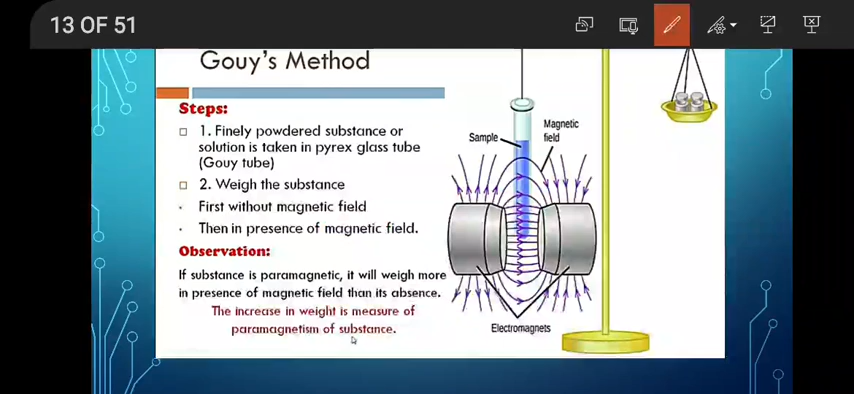 13 OF 51
Gouy's Method
Steps:
1. Finely powdered substance or
solution is taken in pyrex glass tube
(Gouy tube)
2. Weigh the substance
First without magnetic field
Then in presence of magnetic field.
Observation:
If substance is paramagnetic, it will weigh more
in presence of magnetic field than its absence.
The increase in weight is measure of
paramagnetism of substance.
Sample
Magnetic
field
Electromagnets